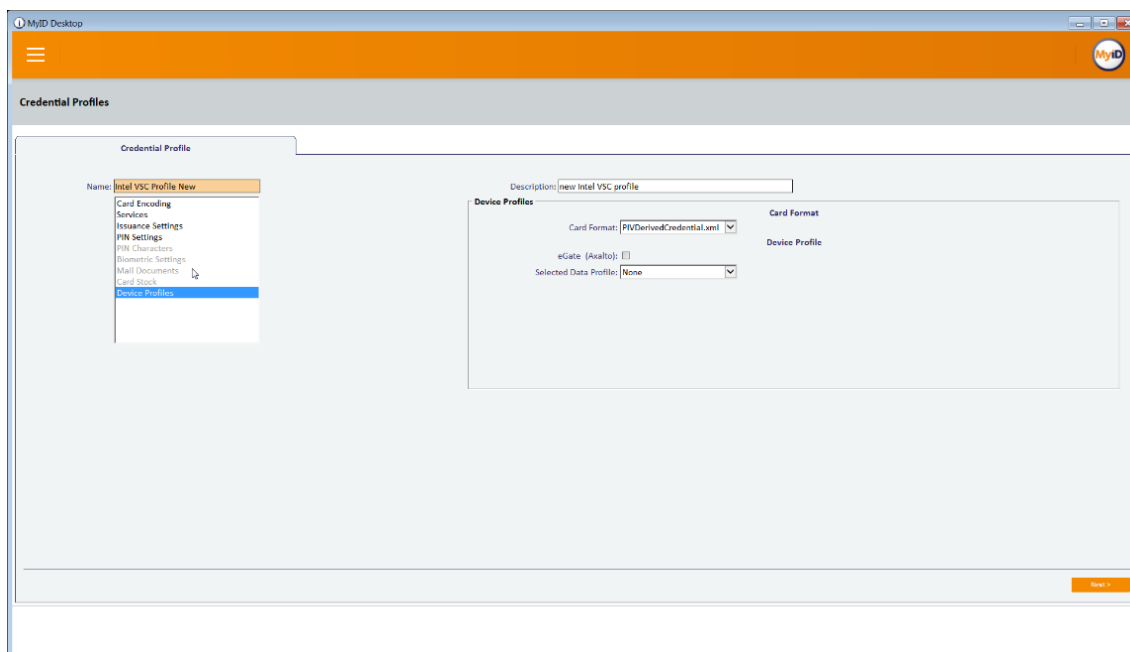 MyID Desktop
MyID
Credential Profiles
Credential Profile
Name: Intel VSC Profile New
Card Encoding
Services
Issuance Settings
PIN Settings
PIN Characters
Biometric Settings
Mail Documents
Card Stock
Device Profiles
Description: new Intel VSC profile
Device Profiles
Card Format
Card Format: PIVDerivedCredential.xml
Device Profile
eGate (Axalto):
Selected Data Profile: None
Next >